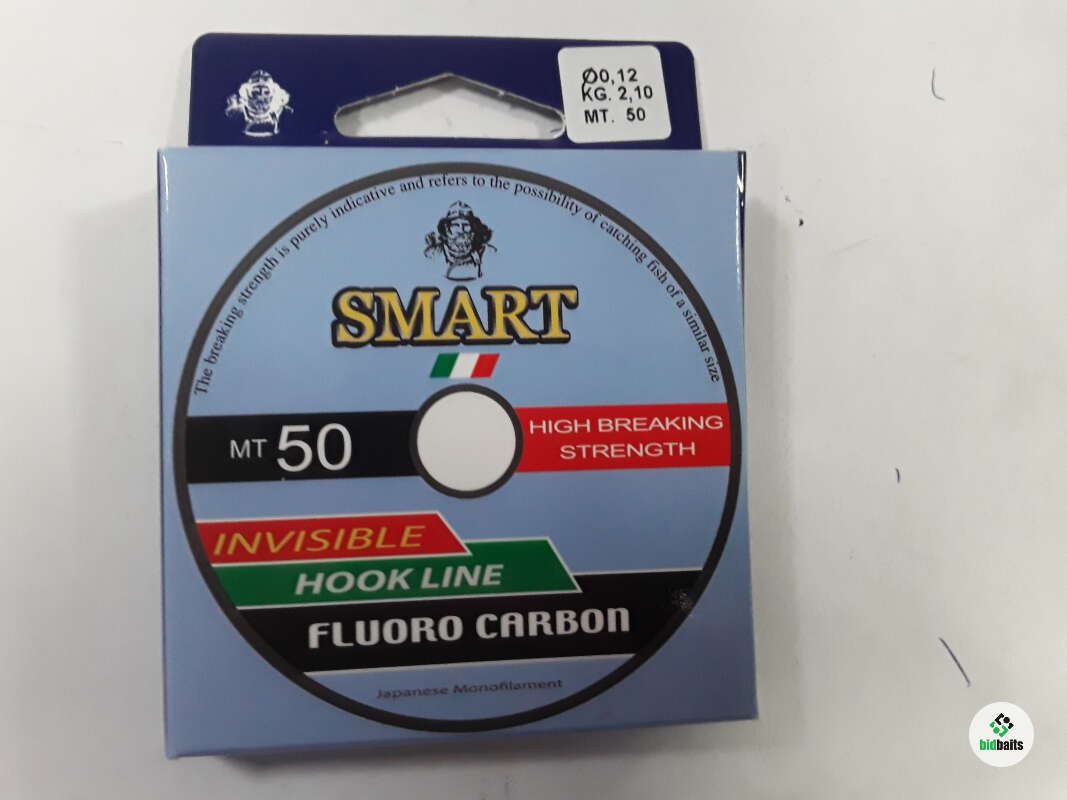 Ø0,12
KG. 2,10
MT. 50
The breaking strength is purely indicative and refers to the possibility of catching fish of a similar size
SMART
MT 50
HIGH BREAKING
STRENGTH
INVISIBLE
HOOK LINE
FLUORO CARBON
Japanese Monofilament
bidbaits